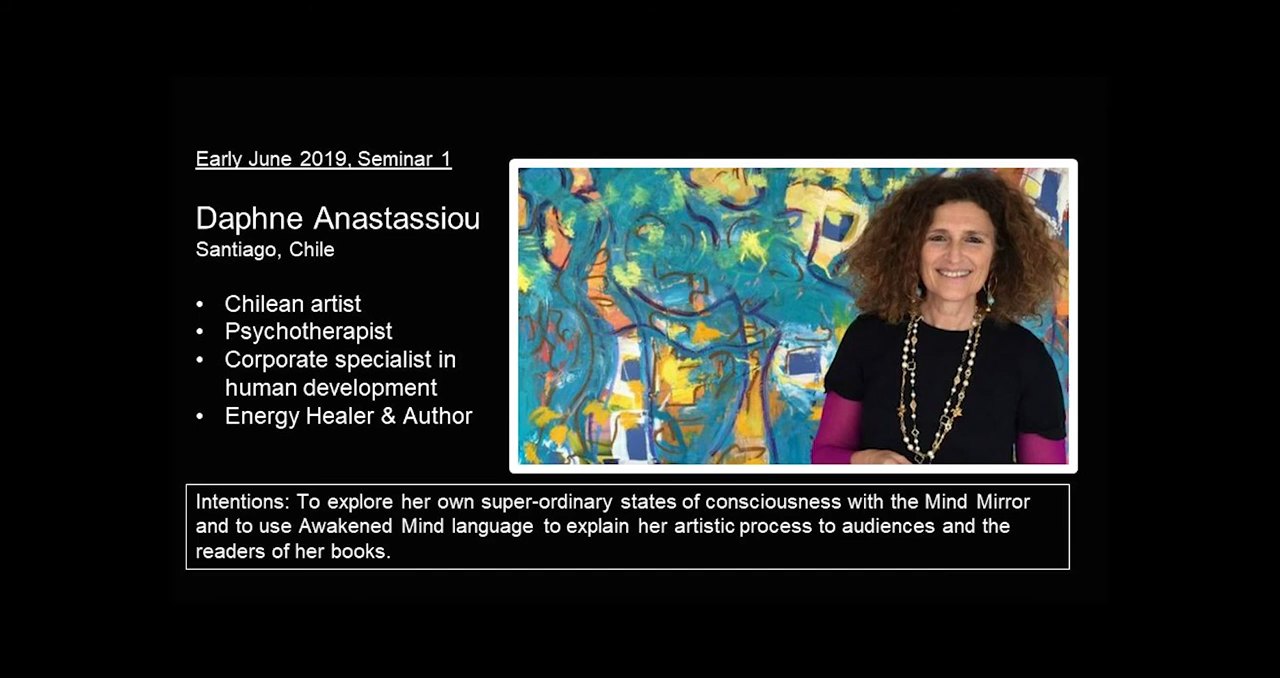 Early June 2019, Seminar 1
Daphne Anastassiou
Santiago, Chile
• Chilean artist
• Psychotherapist
• Corporate specialist in
human development
• Energy Healer & Author
Intentions: To explore her own super-ordinary states of consciousness with the Mind Mirror
and to use Awakened Mind language to explain her artistic process to audiences and the
readers of her books.